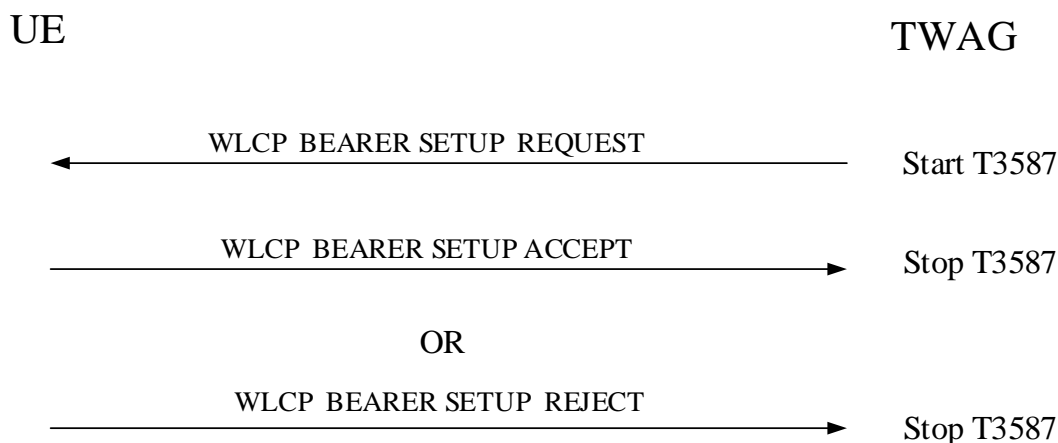 UE
TWAG
WLCP BEARER SETUP REQUEST
Start T3587
WLCP BEARER SETUP ACCEPT
Stop T3587
OR
WLCP BEARER SETUP REJECT
Stop T3587